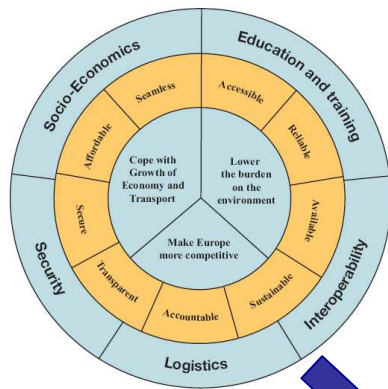 Socio-Economics
Education and training
Interoperability
Logistics
Security
Seamless
Accessible
Reliable
Available
Sustainable
Accountable
Transparent
Secure
Affordable
Cope with
Growth of
Economy and
Transport
Lower
the burden
on the
environment
Make Europe
more competitive